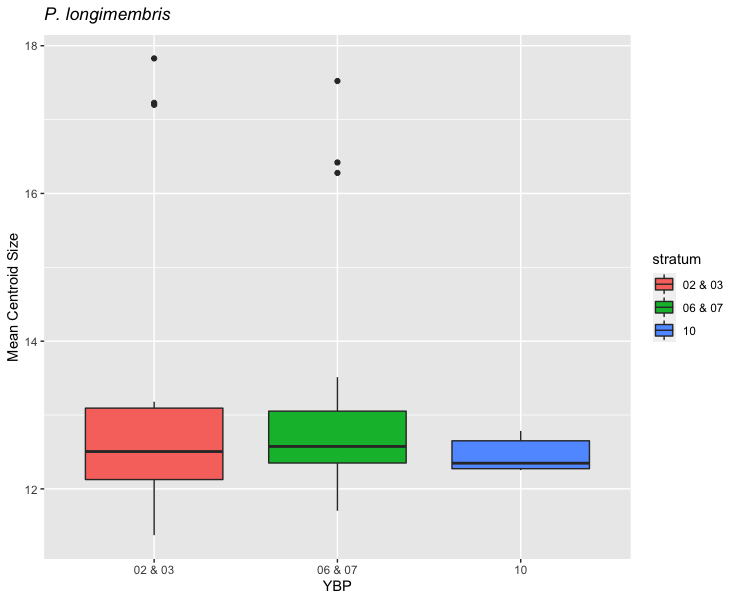 P. longimembris
18
16
14
12
Mean Centroid Size
02 & 03
06 & 07
10
YBP
stratum
02 & 03
06 & 07
10